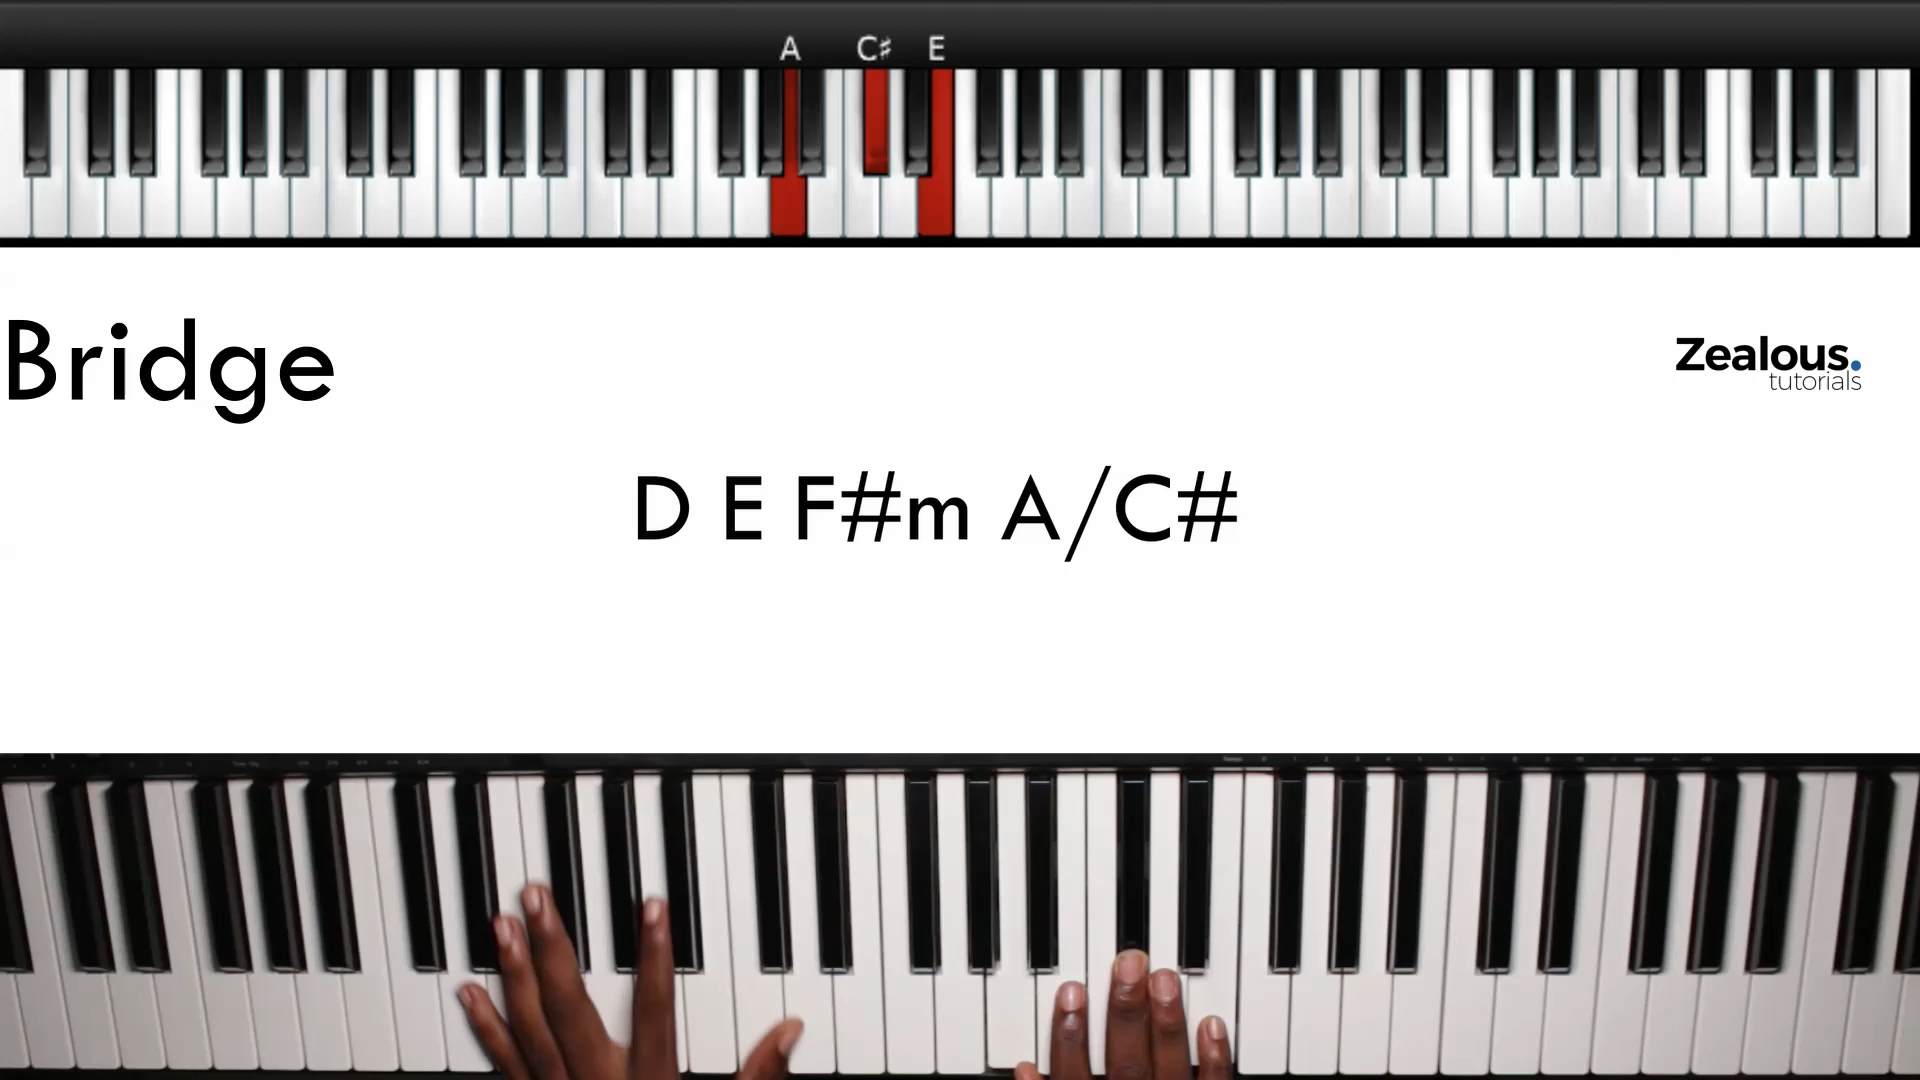 A C♯ E
Bridge
Zealous.
tutorials
D E F#m A/C#